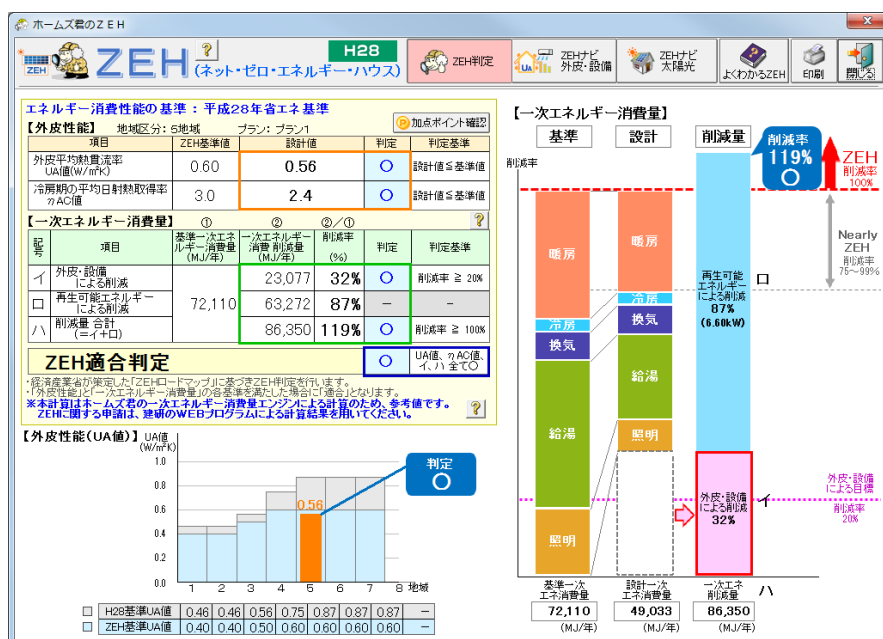 ホームズ君のZEH
ZEH
ZEH
?
H28
(ネット・ゼロ・エネルギー・ハウス)
ZEH判定
UA
ZEHナビ
外皮・設備
ZEHナビ
太陽光
よくわかるZEH
印刷
閉じる
エネルギー消費性能の基準:平成28年省エネ基準
【外皮性能】 地域区分:5地域 プラン:プラン1
P 加点ポイント確認
項目 ZEH基準値 設計値 判定 判定基準
外皮平均熱貫流率
UA値(W/㎡K) 0.60 0.56 ○ 設計値≦基準値
冷房期の平均日射熱取得率
ηAC値 3.0 2.4 ○ 設計値≦基準値
【一次エネルギー消費量】 ① ② ②/① ?
記号 項目 基準一次エネルギー消費量(MJ/年) 一次エネルギー消費 削減量(MJ/年) 削減率(%) 判定 判定基準
イ 外皮・設備による削減 23,077 32% ○ 削減率 ≧ 20%
ロ 再生可能エネルギーによる削減 72,110 63,272 87% − −
ハ 削減量 合計(=イ+ロ) 86,350 119% ○ 削減率 ≧ 100%
ZEH適合判定 ○ UA値、ηAC値、イ、ハ 全て○
・経済産業省が策定した「ZEHロードマップ」に基づきZEH判定を行います。
・「外皮性能」と「一次エネルギー消費量」の各基準を満たした場合に「適合」となります。
※本計算はホームズ君の一次エネルギー消費量エンジンによる計算のため、参考値です。
ZEHに関する申請は、建研のWEBプログラムによる計算結果を用いてください。
?
【外皮性能(UA値)】 UA値
(W/㎡K)
1.0
0.8
0.6
0.4
0.2
0.0
0.56
判定
○
1 2 3 4 5 6 7 8 地域
H28基準UA値 0.46 0.46 0.56 0.75 0.87 0.87 0.87 −
ZEH基準UA値 0.40 0.40 0.50 0.60 0.60 0.60 0.60 −
【一次エネルギー消費量】
基準 設計 削減量
削減率
削減率
119%
○
ZEH
削減率
100%
Nearly
ZEH
削減率
75〜99%
暖房
冷房
換気
給湯
照明
暖房
冷房
換気
給湯
照明
再生可能
エネルギー
による削減
87%
(6.60kW)
ロ
外皮・設備
による削減
32%
イ
外皮・設備
による目標
削減率
20%
基準一次
エネ消費量
72,110
(MJ/年)
設計一次
エネ消費量
49,033
(MJ/年)
一次エネ
削減量
86,350
(MJ/年)
ハ